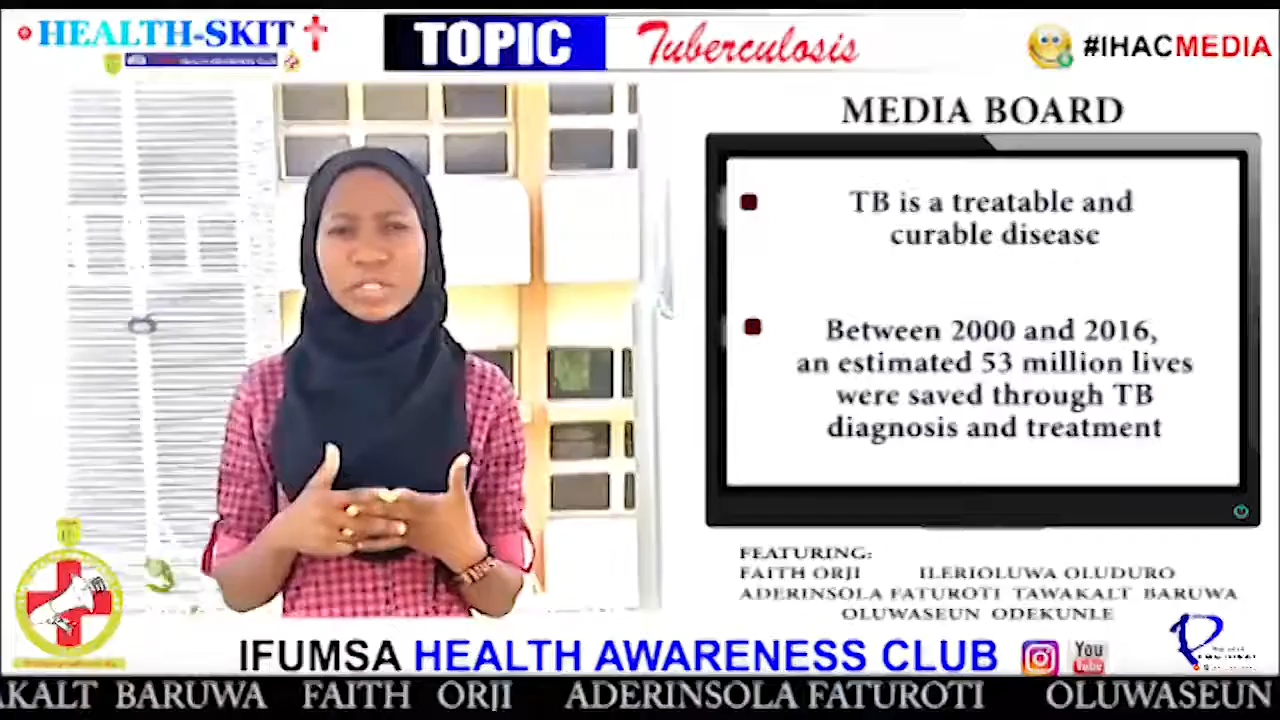 HEALTH-SKIT
TOPIC
Tuberculosis
#IHACMEDIA
MEDIA BOARD
TB is a treatable and
curable disease
Between 2000 and 2016,
an estimated 53 million lives
were saved through TB
diagnosis and treatment
FEATURING:
FAITH ORJI ILERIOLUWA OLUDURO
ADERINSOLA FATUROTI TAWAKALT BARUWA
OLUWASEUN ODEKUNLE
IFUMSA HEALTH AWARENESS CLUB
You
Tube
AKALT BARUWA FAITH ORJI ADERINSOLA FATUROTI OLUWASEUN